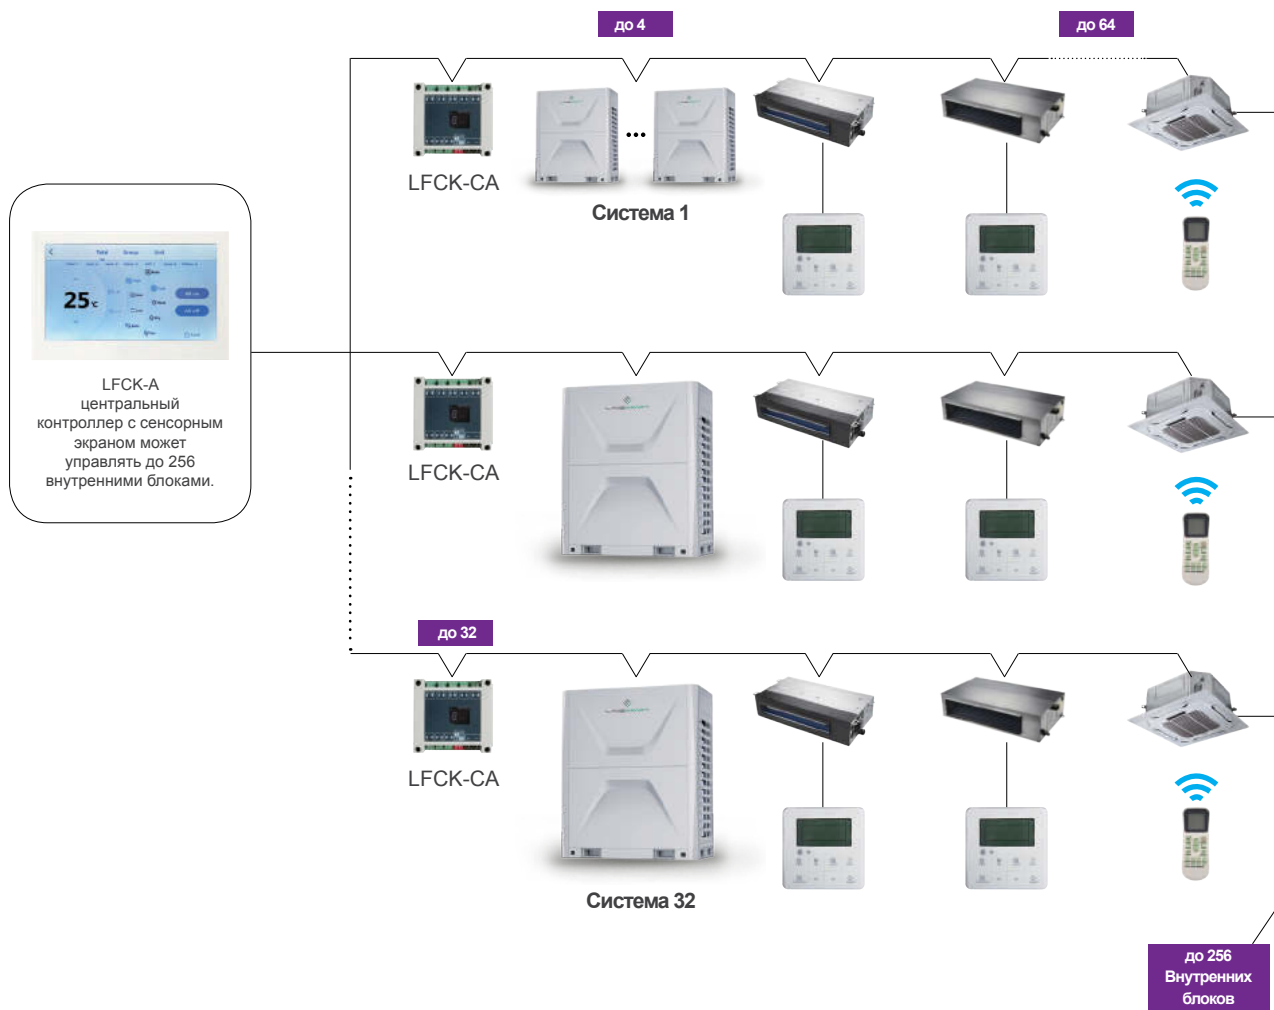 до 4
до 64
LFCK-CA
Система 1
25
LFCK-A
центральный
контроллер с сенсорным
экраном может
управлять до 256
внутренними блоками.
LFCK-CA
до 32
LFCK-CA
Система 32
до 256
Внутренних
блоков